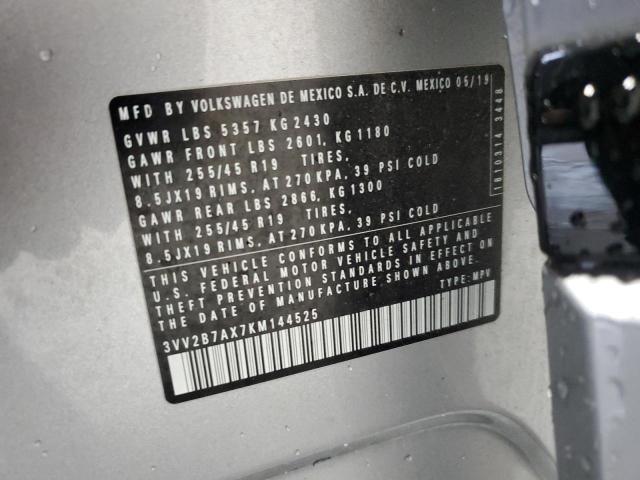 MFD BY VOLKSWAGEN DE MEXICO S.A. DE C.V. MEXICO 05/19
GVWR LBS 5357 KG 2430
GAWR FRONT LBS 2601, KG 1180
WITH 255/45 R19 TIRES,
8.5JX19 RIMS, AT 270 KPA, 39 PSI COLD
GAWR REAR LBS 2866, KG 1300
WITH 255/45 R19 TIRES,
8.5JX19 RIMS, AT 270 KPA, 39 PSI COLD
THIS VEHICLE CONFORMS TO ALL APPLICABLE
U.S. FEDERAL MOTOR VEHICLE SAFETY AND
THEFT PREVENTION STANDARDS IN EFFECT ON
THE DATE OF MANUFACTURE SHOWN ABOVE.
TYPE: MPV
3VV2B7AX7KM144525
1810314 3448